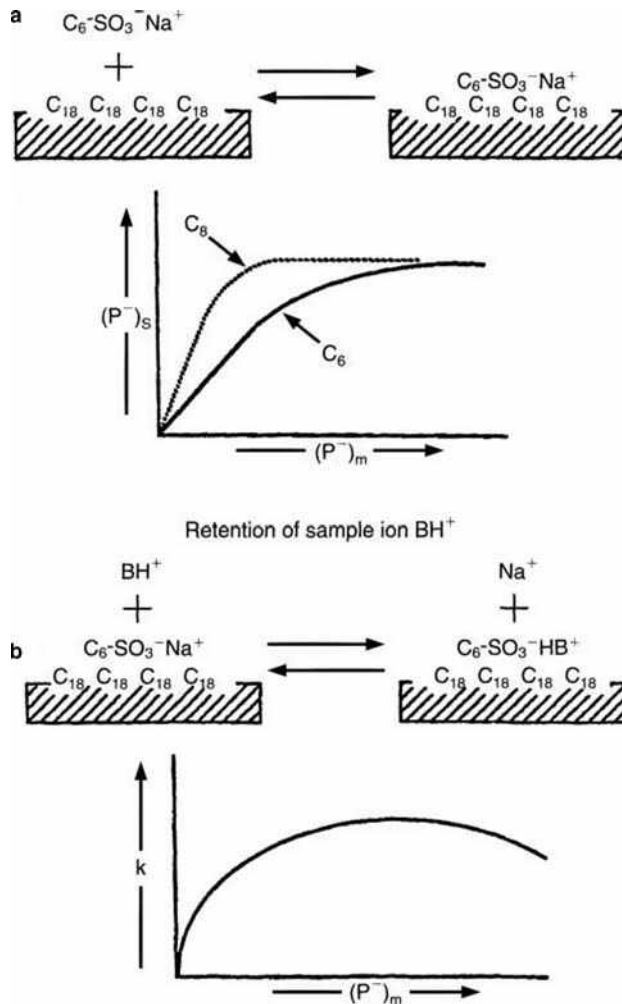 a
C₆-SO₃⁻Na⁺
+
C₁₈ C₁₈ C₁₈ C₁₈
C₆-SO₃⁻Na⁺
C₁₈ C₁₈ C₁₈ C₁₈
C₈
(P⁻)ₛ
C₆
(P⁻)ₘ
Retention of sample ion BH⁺
BH⁺
+
Na⁺
+
b
C₆-SO₃⁻Na⁺
C₁₈ C₁₈ C₁₈ C₁₈
C₆-SO₃⁻HB⁺
C₁₈ C₁₈ C₁₈ C₁₈
k
(P⁻)ₘ